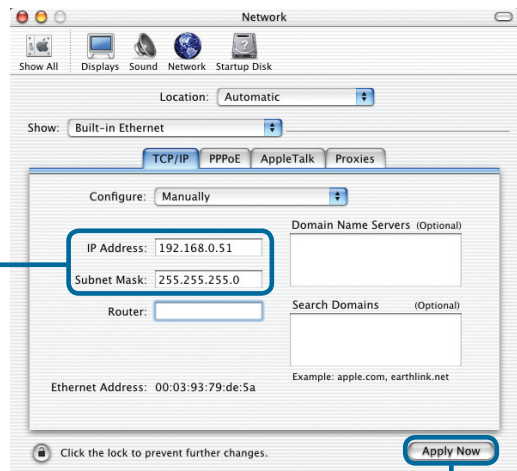 Network
Show All Displays Sound Network Startup Disk
Location: Automatic
Show: Built-in Ethernet
TCP/IP PPPoE AppleTalk Proxies
Configure: Manually
Domain Name Servers (Optional)
IP Address: 192.168.0.51
Subnet Mask: 255.255.255.0
Router:
Search Domains (Optional)
Example: apple.com, earthlink.net
Ethernet Address: 00:03:93:79:de:5a
Click the lock to prevent further changes.
Apply Now